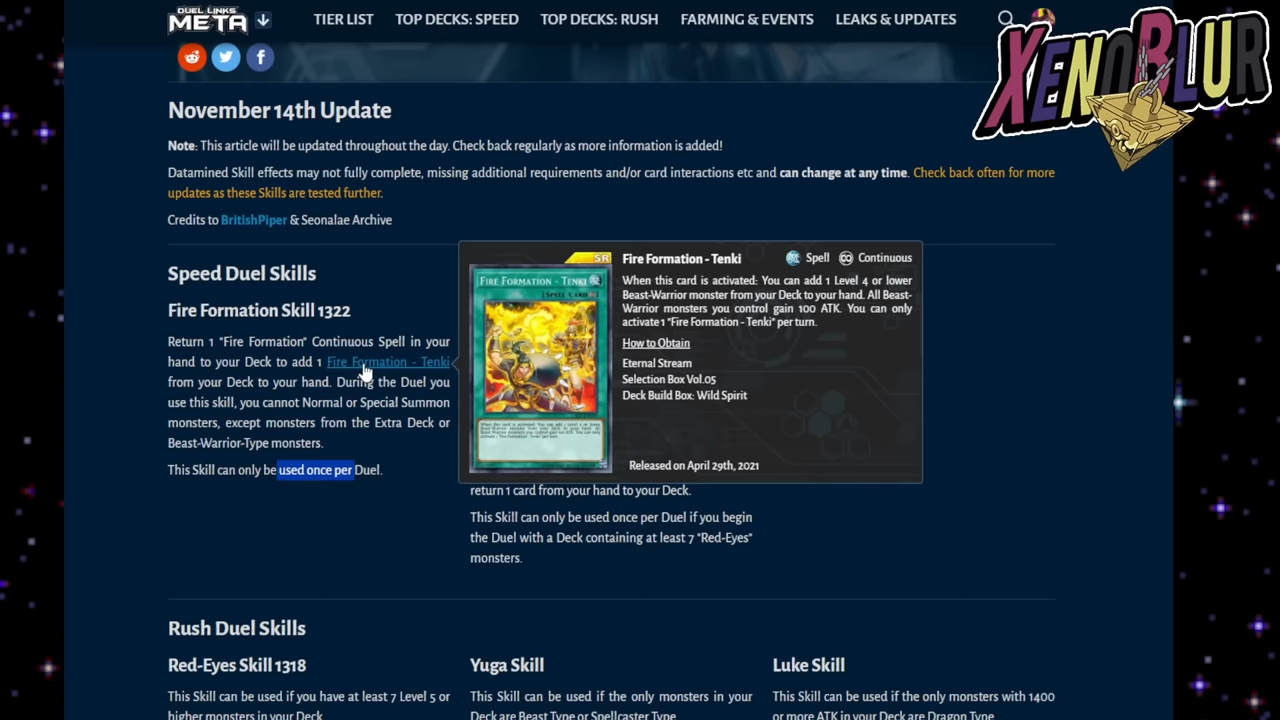 DUEL LINKS
META
TIER LIST
TOP DECKS: SPEED
TOP DECKS: RUSH
FARMING & EVENTS
LEAKS & UPDATES
XENOBLUR
November 14th Update
Note: This article will be updated throughout the day. Check back regularly as more information is added!
Datamined Skill effects may not fully complete, missing additional requirements and/or card interactions etc and can change at any time. Check back often for more
updates as these Skills are tested further.
Credits to BritishPiper & Seonalae Archive
Speed Duel Skills
Fire Formation Skill 1322
Return 1 "Fire Formation" Continuous Spell in your
hand to your Deck to add 1 Fire Formation - Tenki
from your Deck to your hand. During the Duel you
use this skill, you cannot Normal or Special Summon
monsters, except monsters from the Extra Deck or
Beast-Warrior-Type monsters.
This Skill can only be used once per Duel.
SR
FIRE FORMATION - TENKI
[SPELL CARD]
Fire Formation - Tenki
Spell
Continuous
When this card is activated: You can add 1 Level 4 or lower
Beast-Warrior monster from your Deck to your hand. All Beast-
Warrior monsters you control gain 100 ATK. You can only
activate 1 "Fire Formation - Tenki" per turn.
How to Obtain
Eternal Stream
Selection Box Vol.05
Deck Build Box: Wild Spirit
Released on April 29th, 2021
return 1 card from your hand to your Deck.
This Skill can only be used once per Duel if you begin
the Duel with a Deck containing at least 7 "Red-Eyes"
monsters.
Rush Duel Skills
Red-Eyes Skill 1318
This Skill can be used if you have at least 7 Level 5 or
higher monsters in your Deck
Yuga Skill
This Skill can be used if the only monsters in your
Deck are Beast Type or Spellcaster Type
Luke Skill
This Skill can be used if the only monsters with 1400
or more ATK in your Deck are Dragon Type